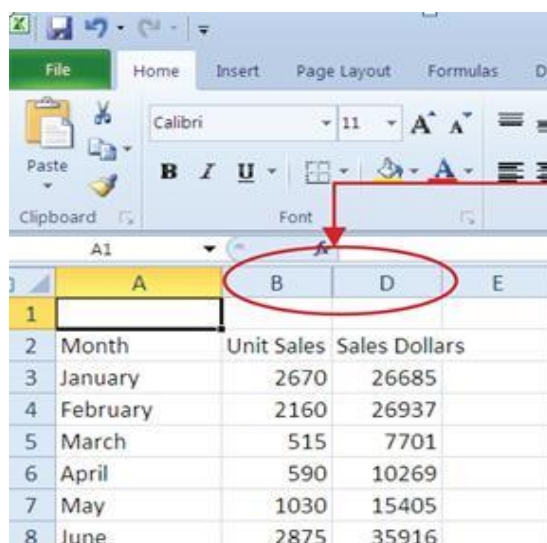 File Home Insert Page Layout Formulas D
Calibri 11 A A
Paste B I U A
Clipboard Font
A1 fx
A B D E
1
2 Month Unit Sales Sales Dollars
3 January 2670 26685
4 February 2160 26937
5 March 515 7701
6 April 590 10269
7 May 1030 15405
8 June 2875 35916